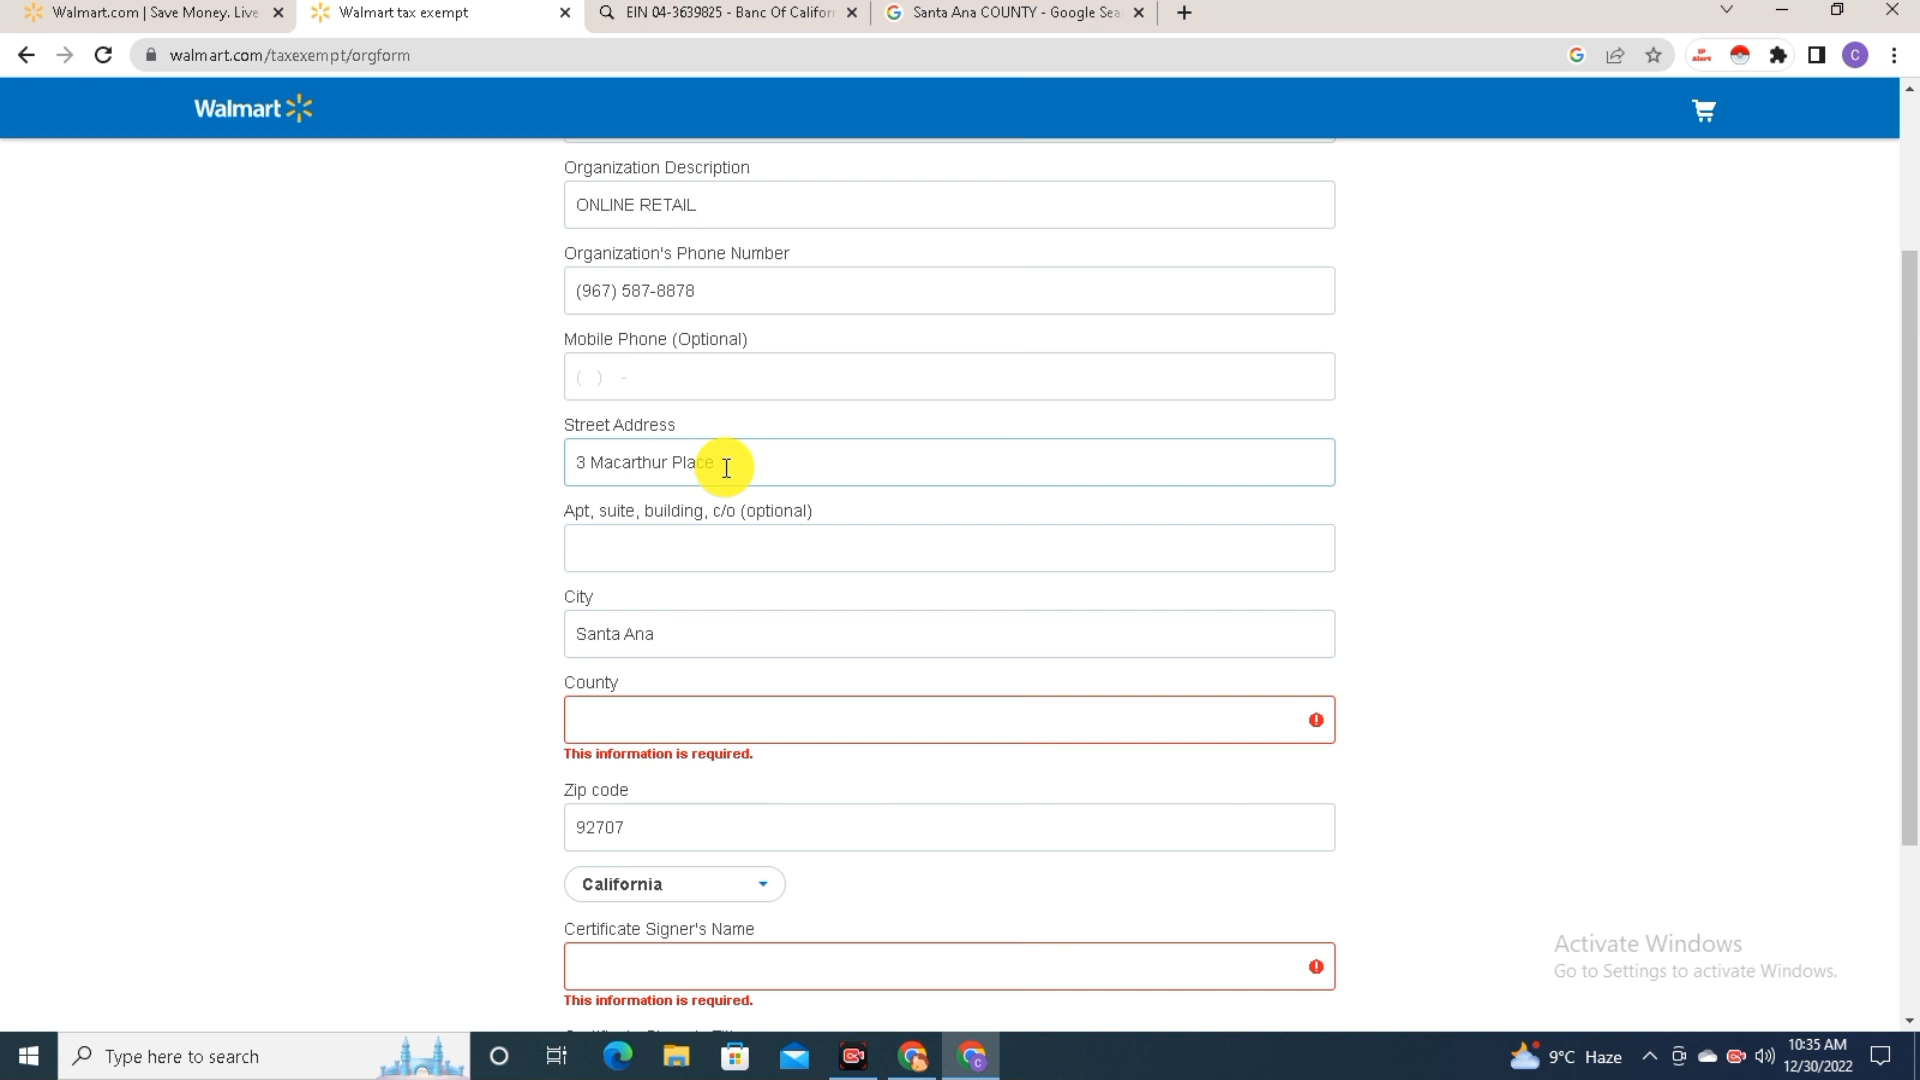 Walmart.com | Save Money. Live
Walmart tax exempt
EIN 04-3639825 - Banc Of Califor
Santa Ana COUNTY - Google Sea
walmart.com/taxexempt/orgform
C
Walmart
Organization Description
ONLINE RETAIL
Organization's Phone Number
(967) 587-8878
Mobile Phone (Optional)
( ) -
Street Address
3 Macarthur Place
Apt, suite, building, c/o (optional)
City
Santa Ana
County
This information is required.
Zip code
92707
California
Certificate Signer's Name
This information is required.
Activate Windows
Go to Settings to activate Windows.
Type here to search
9°C Haze
10:35 AM
12/30/2022